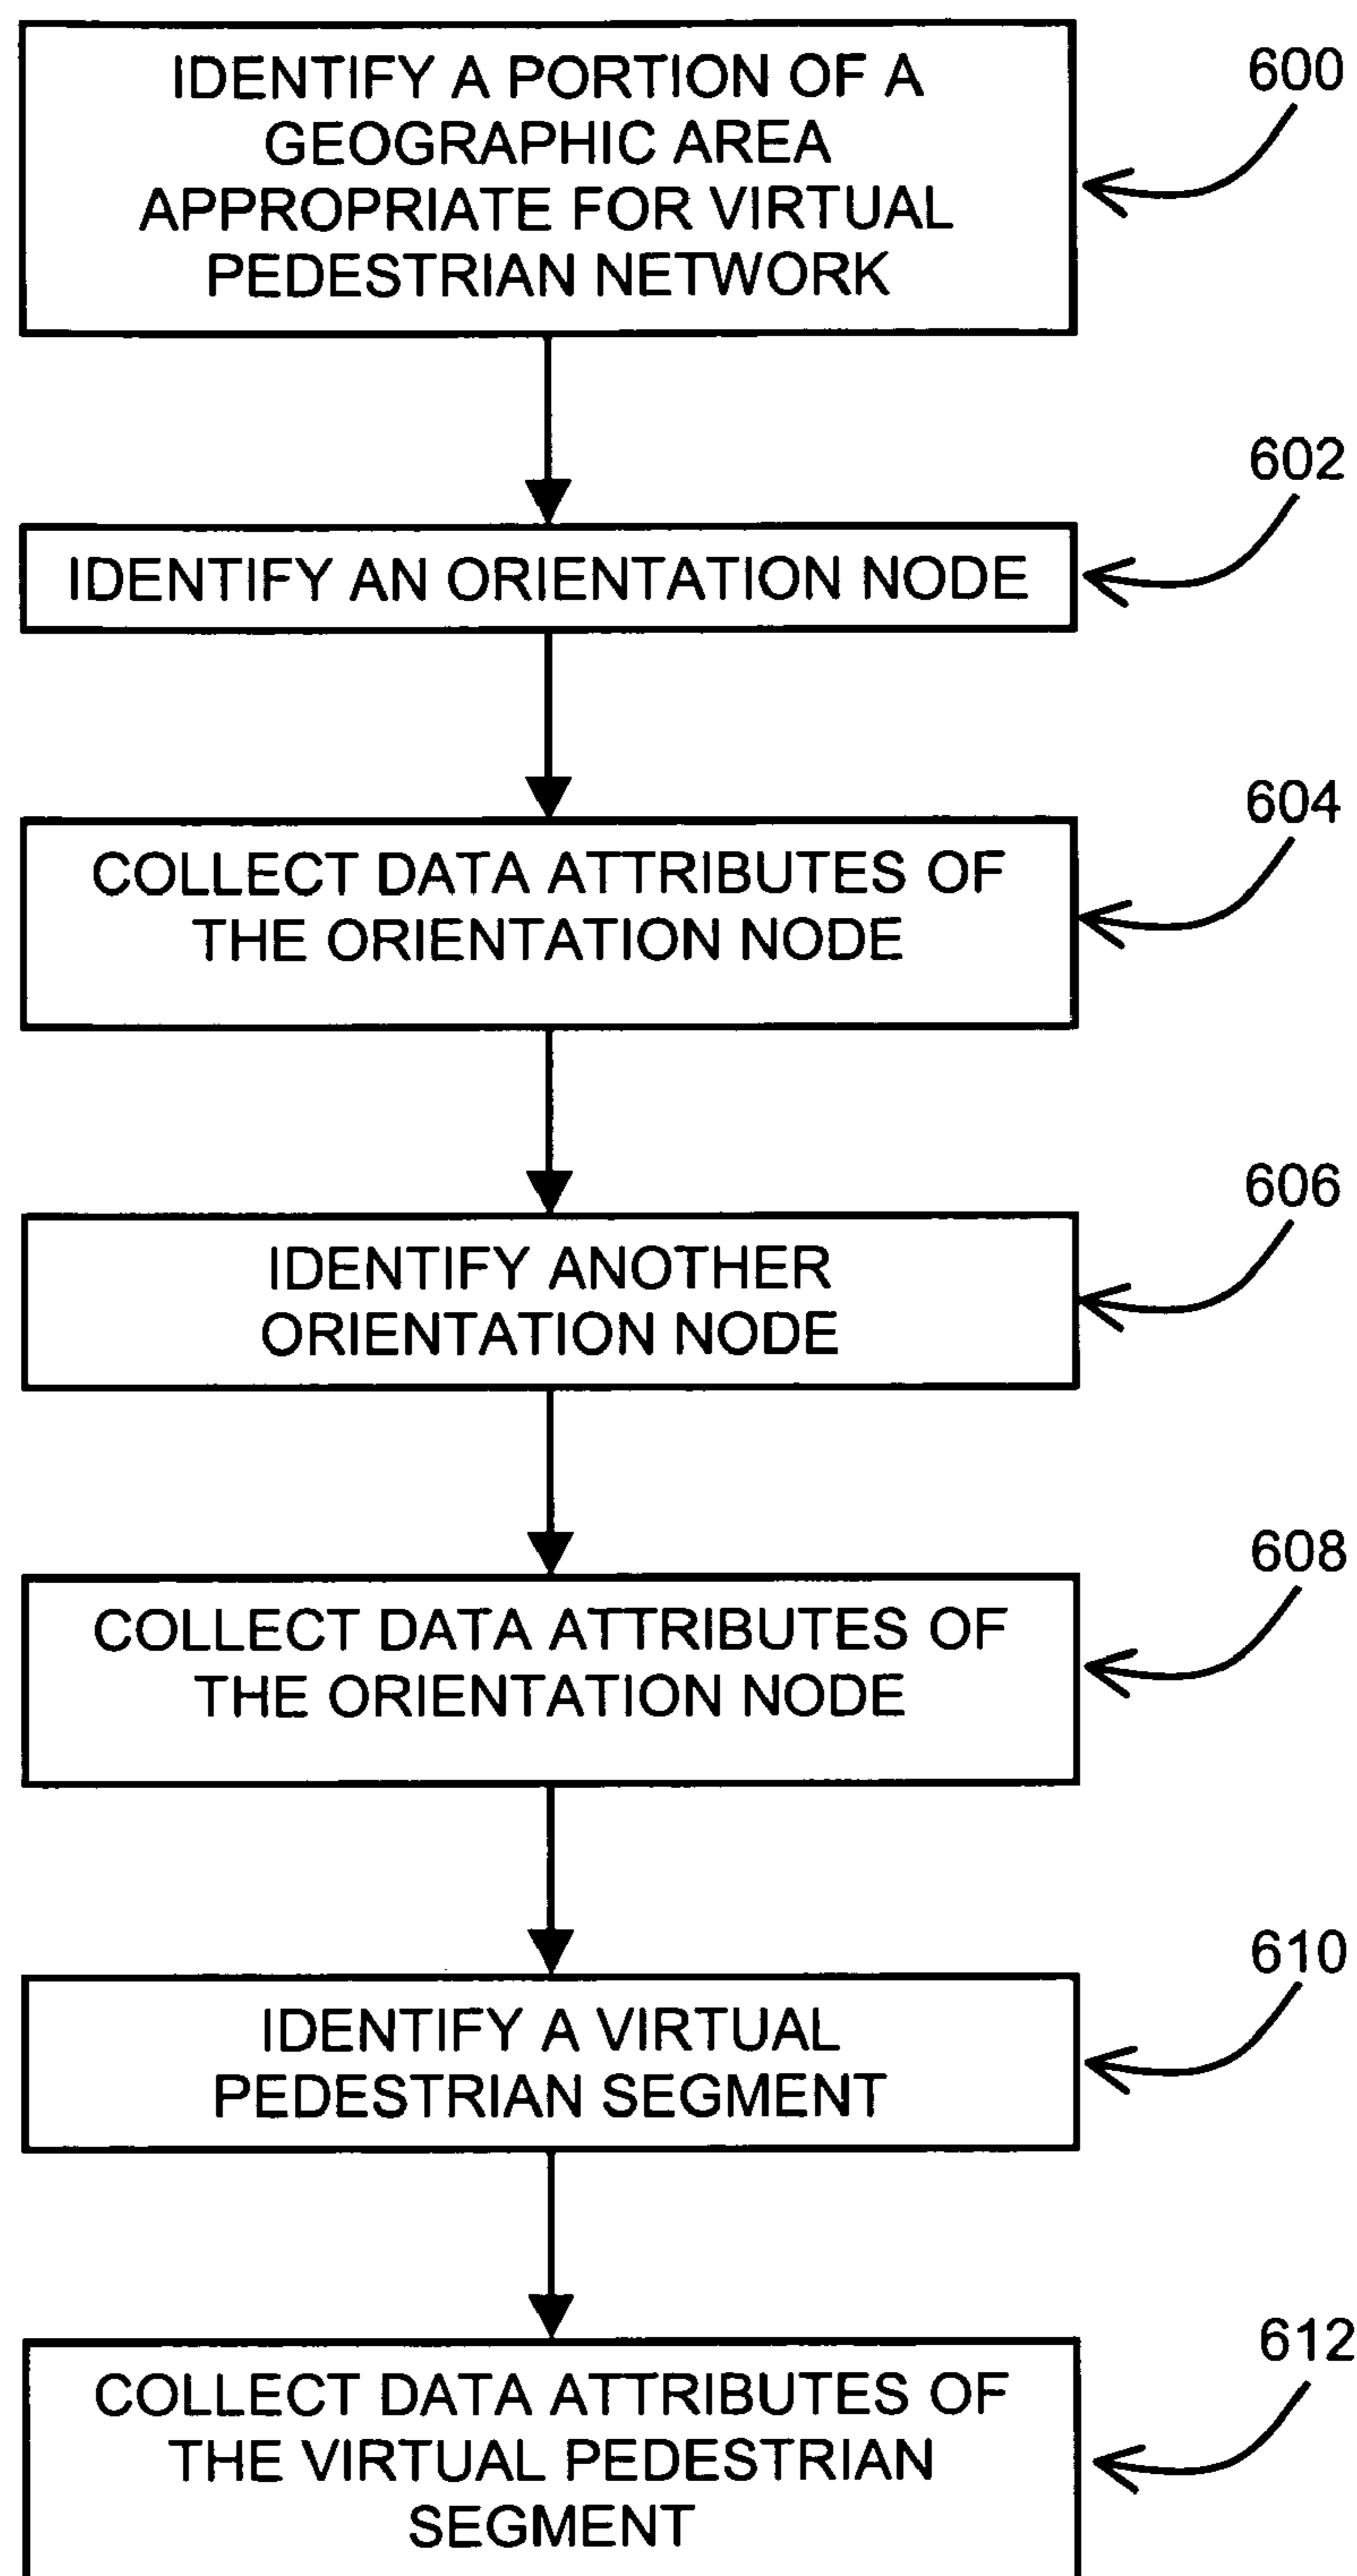 IDENTIFY A PORTION OF A
GEOGRAPHIC AREA
APPROPRIATE FOR VIRTUAL
PEDESTRIAN NETWORK
600
602
IDENTIFY AN ORIENTATION NODE
604
COLLECT DATA ATTRIBUTES OF
THE ORIENTATION NODE
606
IDENTIFY ANOTHER
ORIENTATION NODE
608
COLLECT DATA ATTRIBUTES OF
THE ORIENTATION NODE
610
IDENTIFY A VIRTUAL
PEDESTRIAN SEGMENT
612
COLLECT DATA ATTRIBUTES OF
THE VIRTUAL PEDESTRIAN
SEGMENT